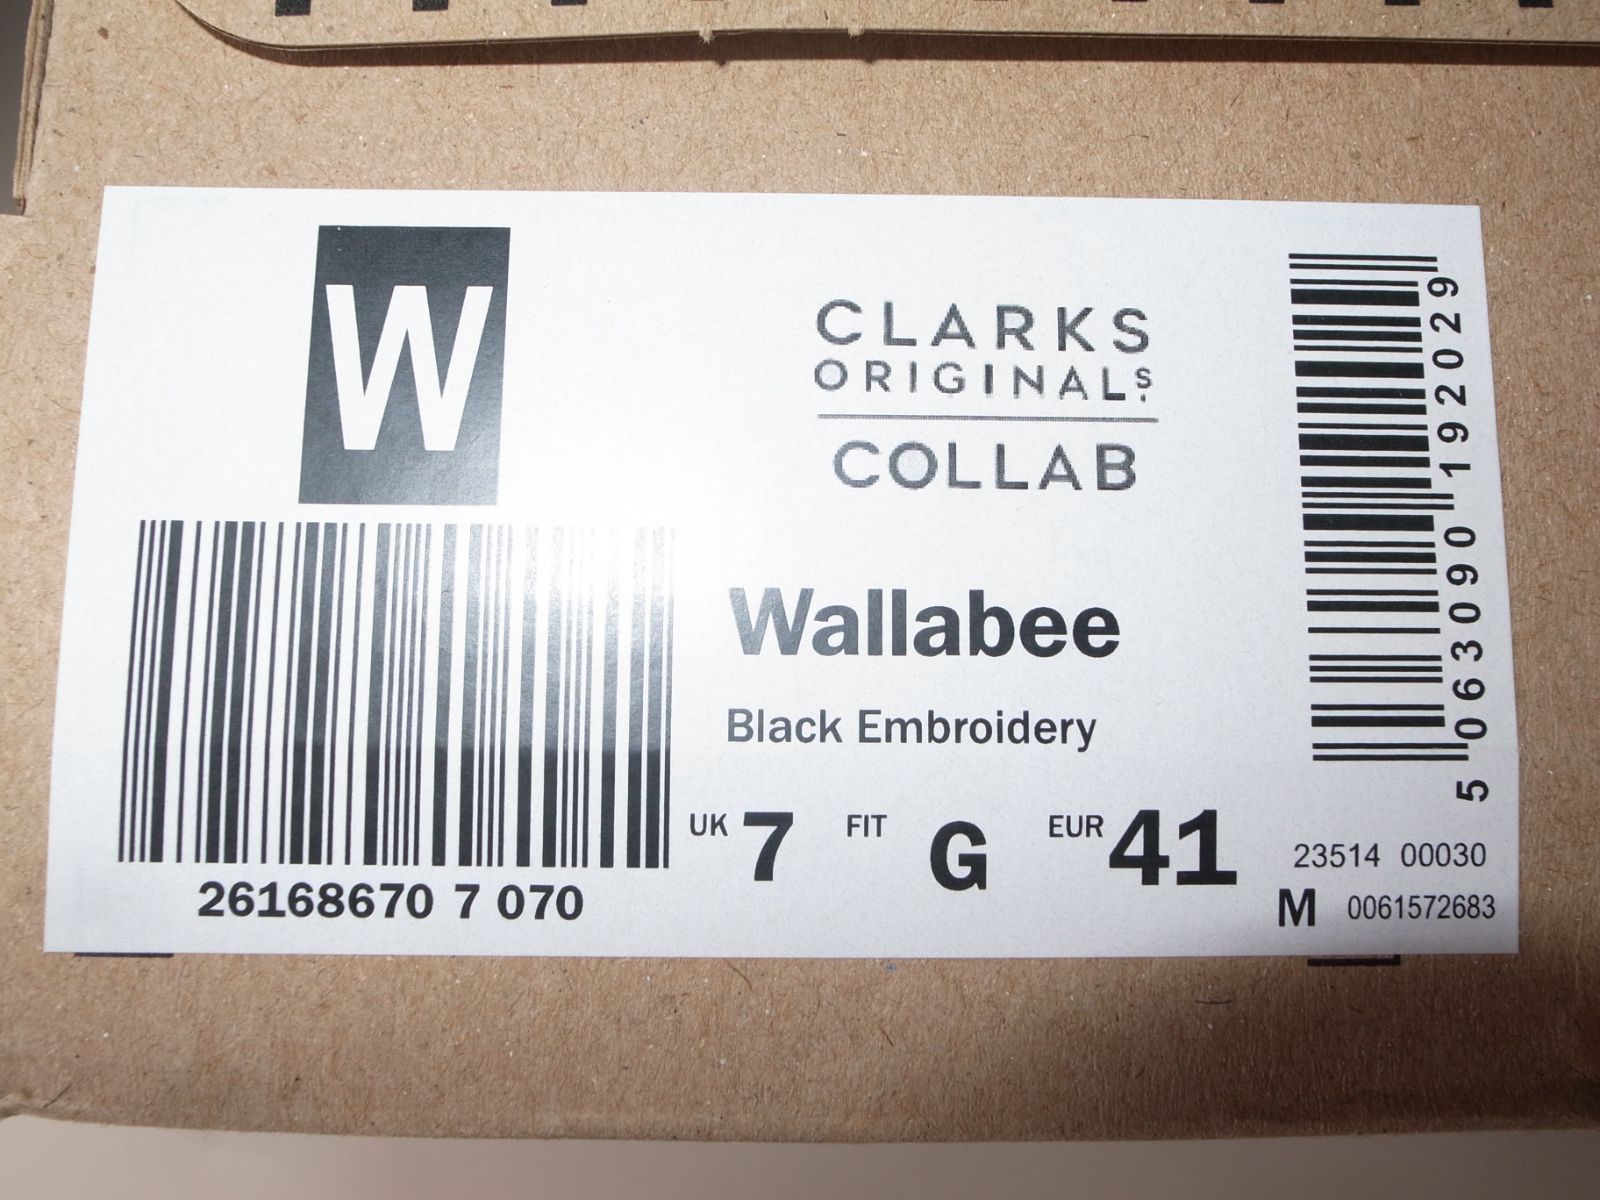 W
CLARKS
ORIGINALS.
COLLAB
Wallabee
Black Embroidery
UK 7 FIT G EUR 41
26168670 7 070
5 063090 192029
23514 00030
M 0061572683